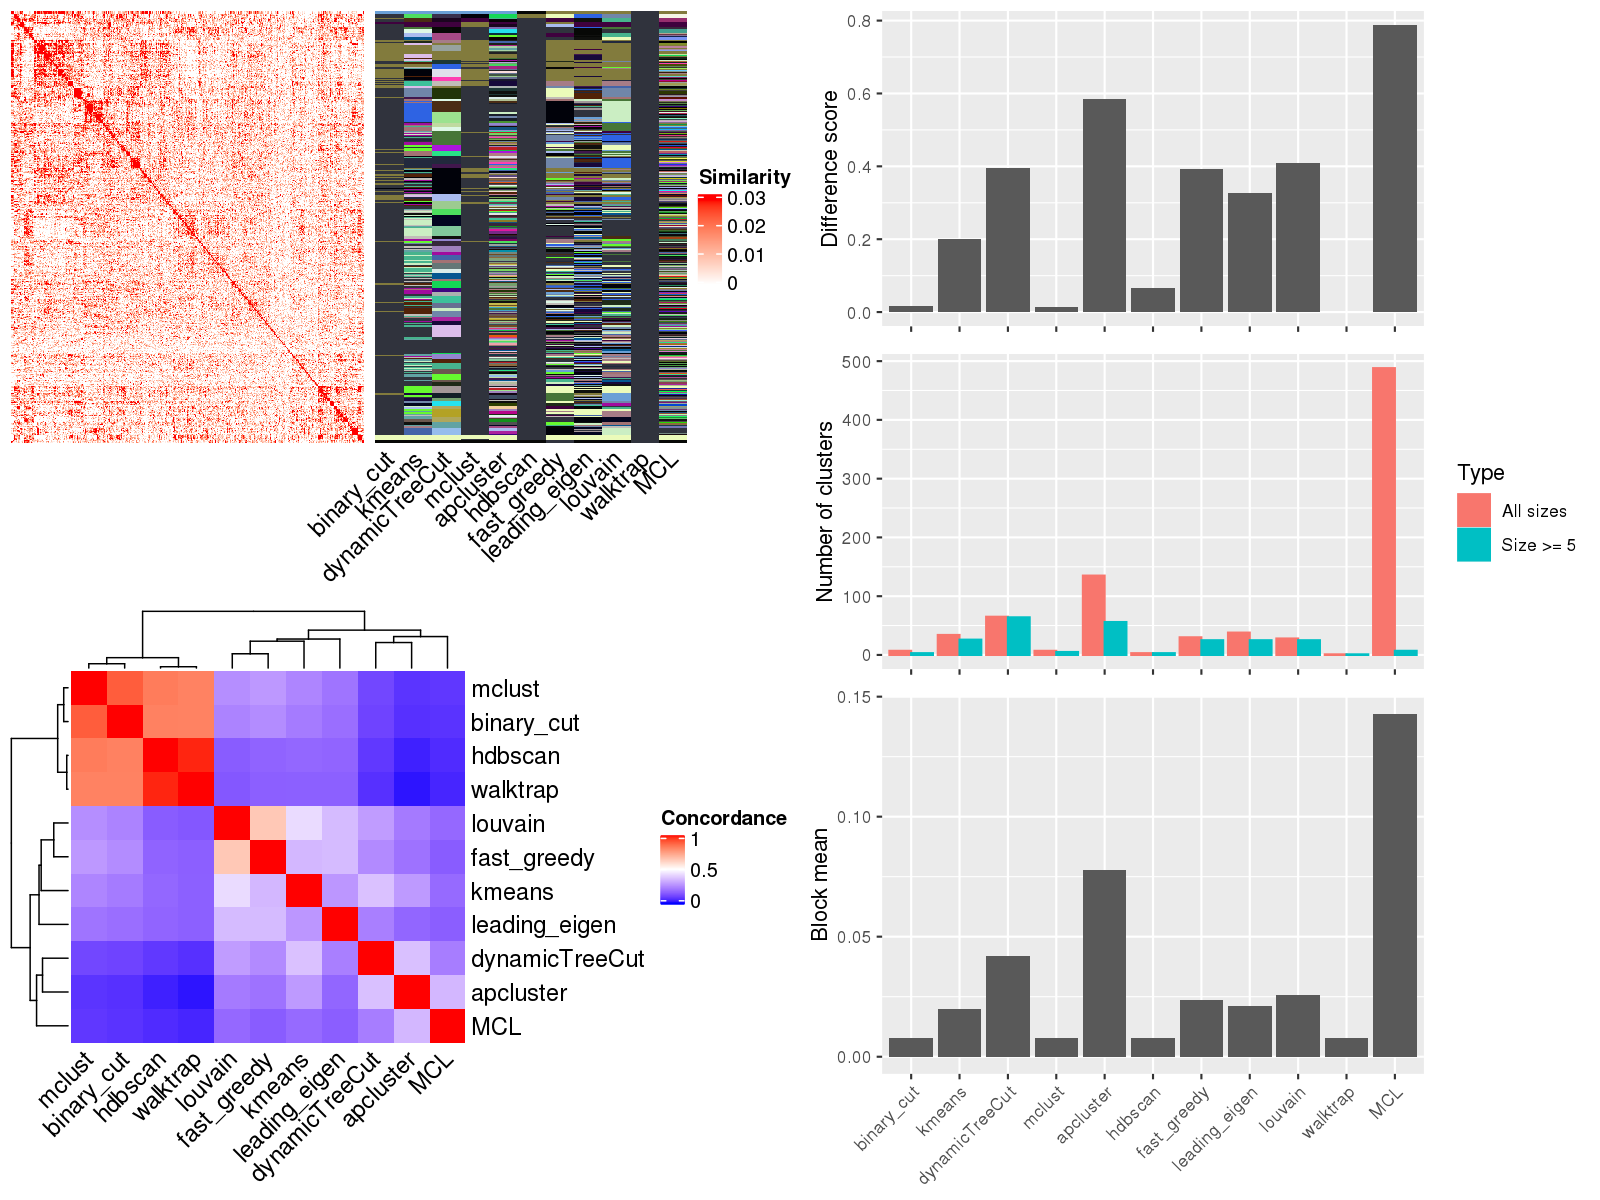 Similarity
0.03
0.02
0.01
0
binary_cut
kmeans
dynamicTreeCut
mclust
apcluster
hdbscan
fast_greedy
leading_eigen
louvain
walktrap
MCL
mclust
binary_cut
hdbscan
walktrap
louvain
fast_greedy
kmeans
leading_eigen
dynamicTreeCut
apcluster
MCL
mclust
binary_cut
hdbscan
walktrap
louvain
fast_greedy
kmeans
leading_eigen
dynamicTreeCut
apcluster
MCL
Concordance
1
0.5
0
Difference score
0.8
0.6
0.4
0.2
0.0
Number of clusters
500
400
300
200
100
0
Type
All sizes
Size >= 5
Block mean
0.15
0.10
0.05
0.00
binary_cut
kmeans
dynamicTreeCut
mclust
apcluster
hdbscan
fast_greedy
leading_eigen
louvain
walktrap
MCL